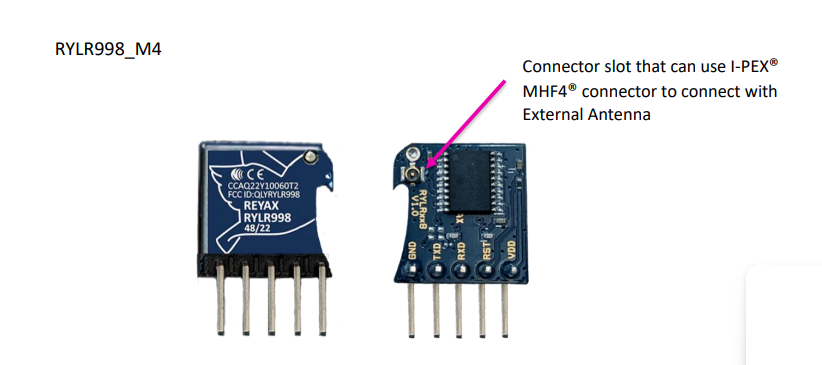 RYLR998_M4
Connector slot that can use I-PEX®
MHF4® connector to connect with
External Antenna
CE
CCAQ22Y10060T2
FCC ID:QLYRYLR998
REYAX
RYLR998
48/22
RYLRxxB
V1.0
GND
TXD
RXD
RST
VDD